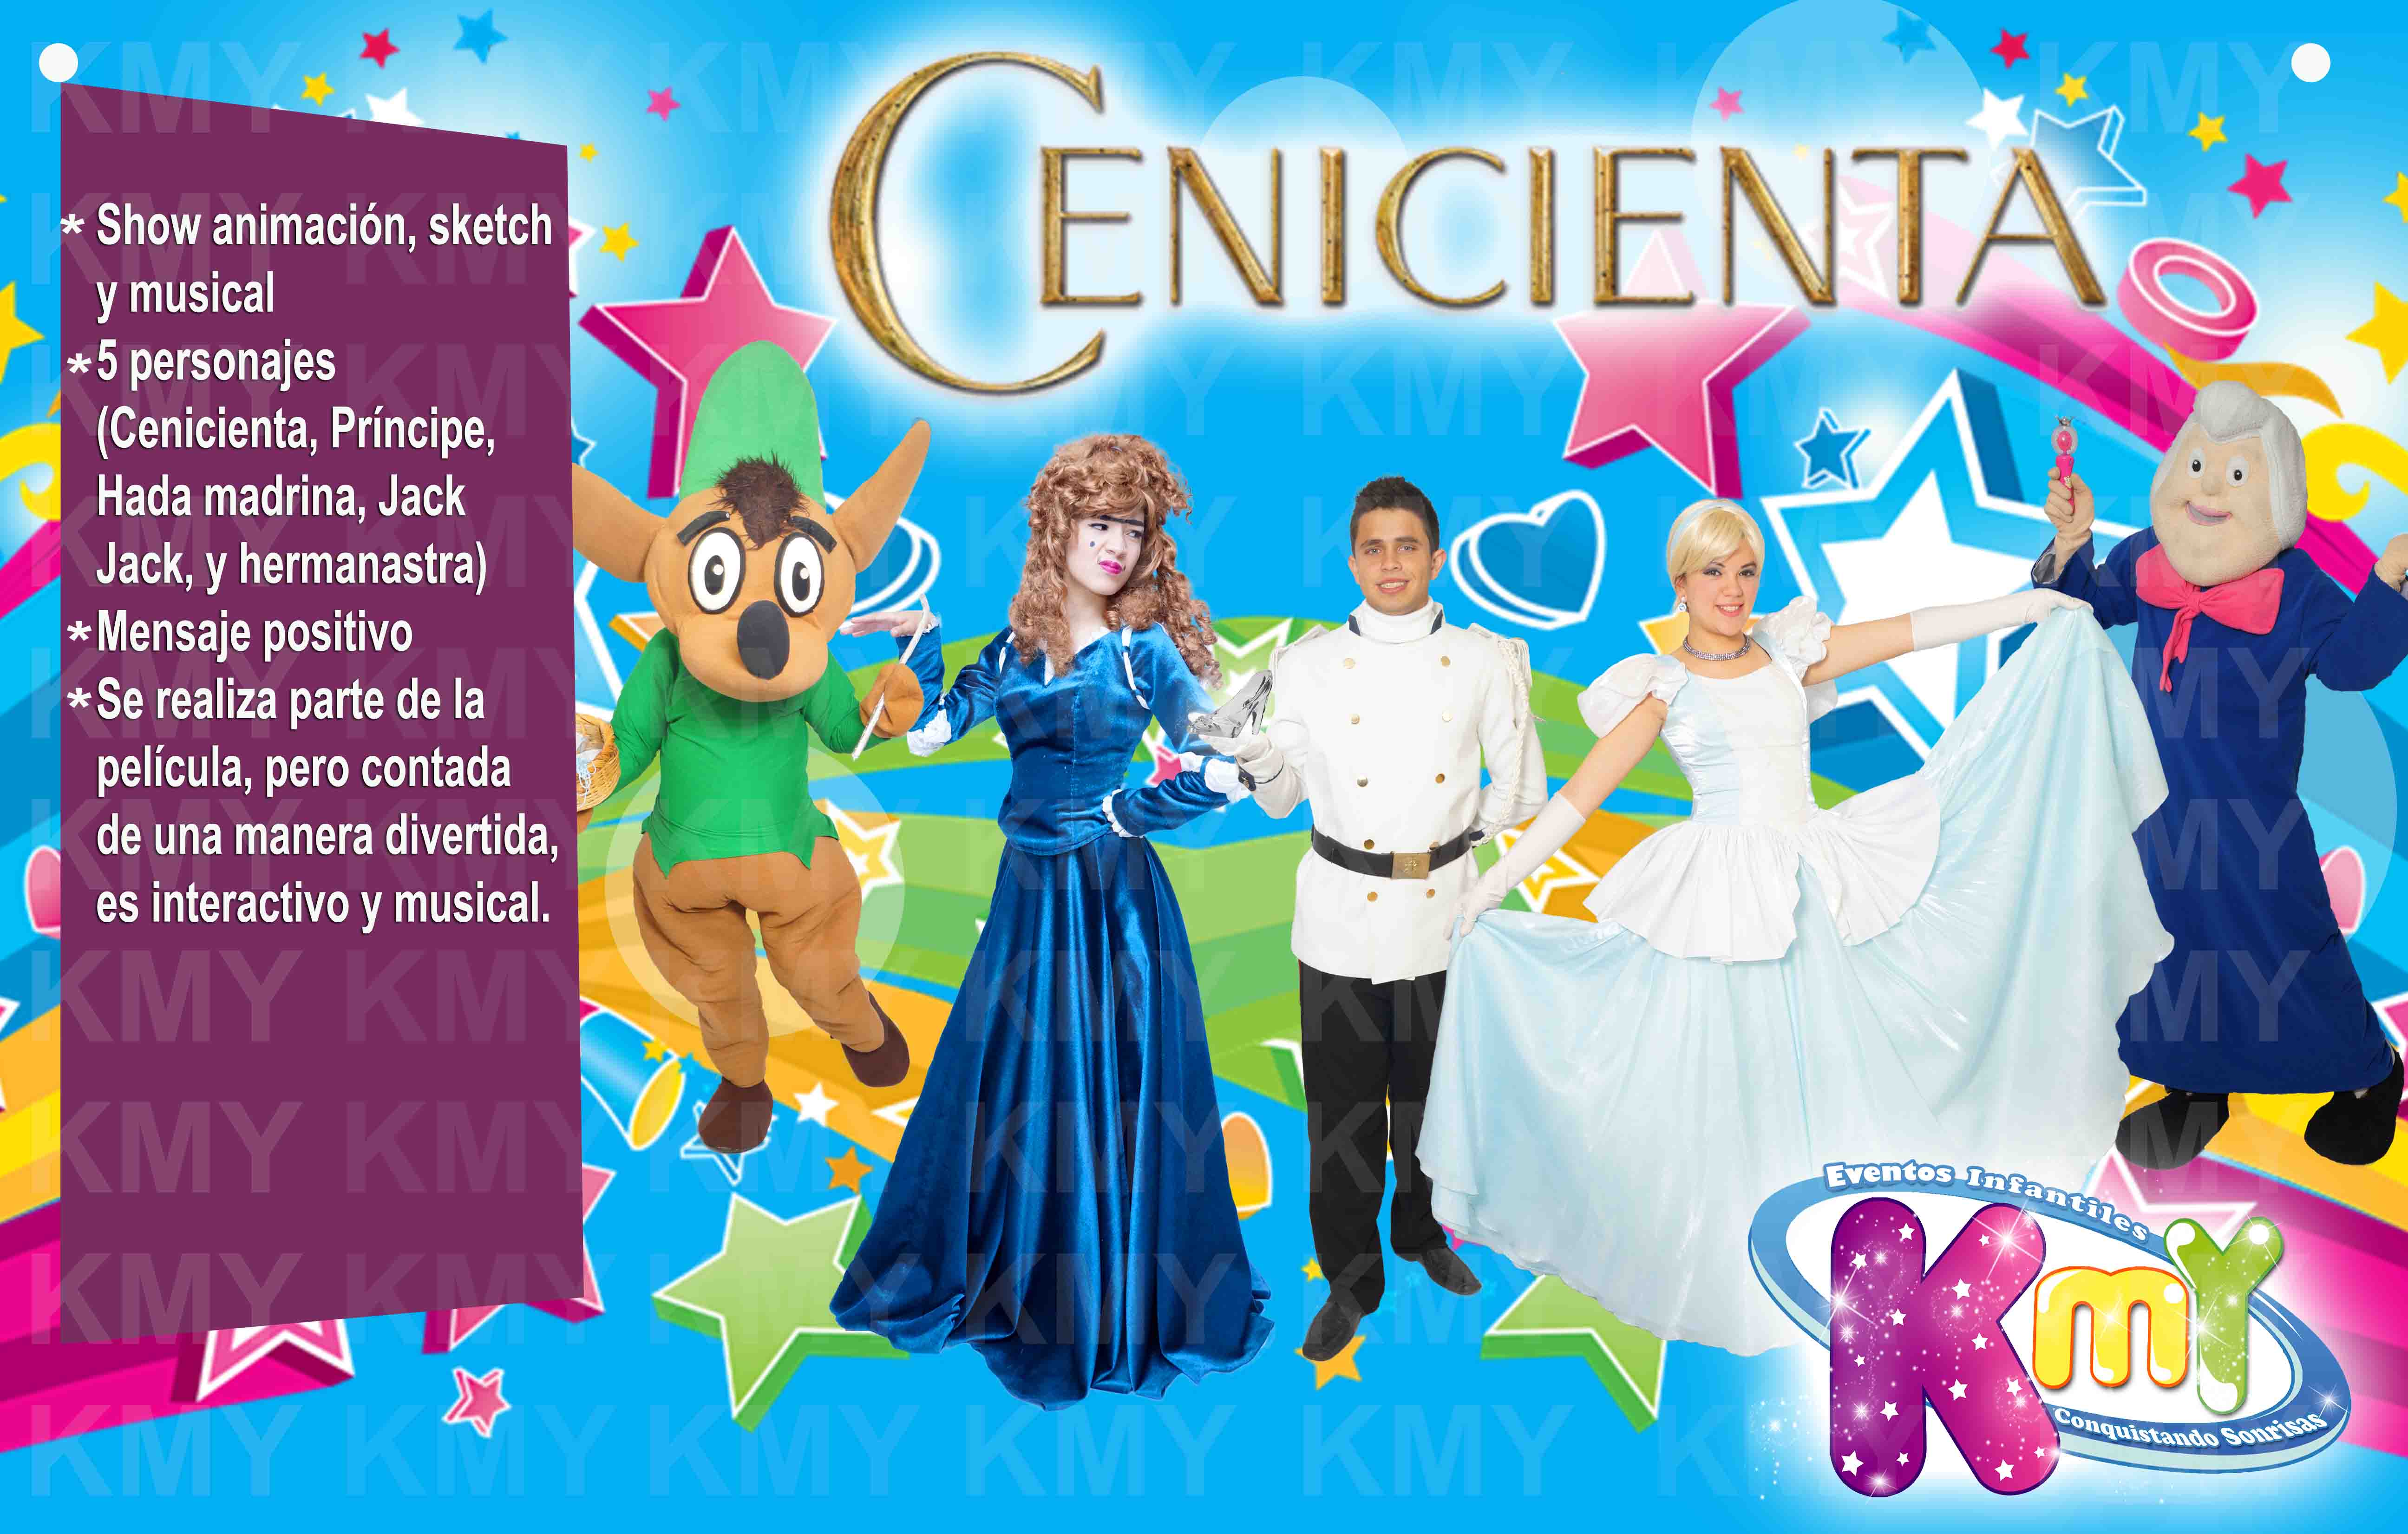 CENICIENTA
* Show animación, sketch
y musical
* 5 personajes
(Cenicienta, Príncipe,
Hada madrina, Jack
Jack, y hermanastra)
* Mensaje positivo
* Se realiza parte de la
película, pero contada
de una manera divertida,
es interactivo y musical.
Eventos Infantiles
KmY
Conquistando Sonrisas